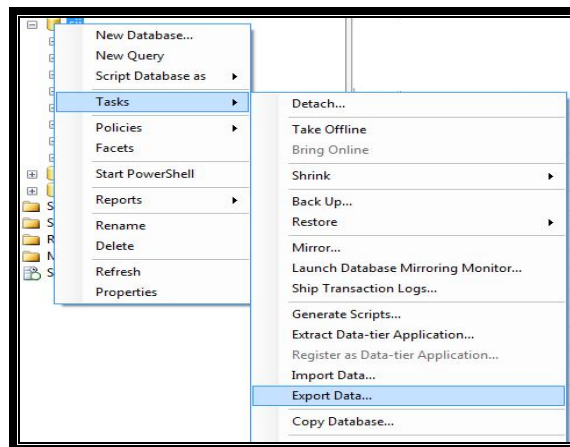 New Database...
New Query
Script Database as
Tasks
Policies
Facets
Start PowerShell
Reports
Rename
Delete
Refresh
Properties
Detach...
Take Offline
Bring Online
Shrink
Back Up...
Restore
Mirror...
Launch Database Mirroring Monitor...
Ship Transaction Logs...
Generate Scripts...
Extract Data-tier Application...
Register as Data-tier Application...
Import Data...
Export Data...
Copy Database...
S
S
R
S